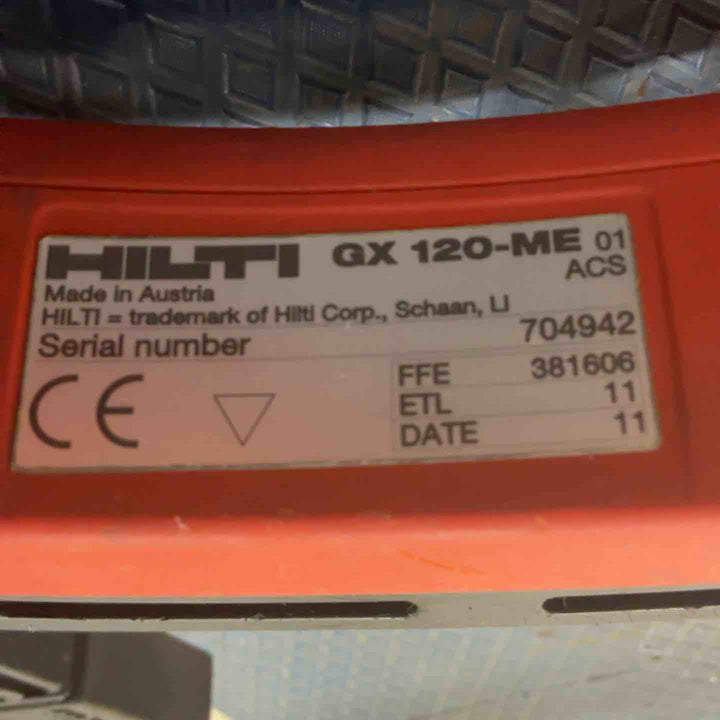 HILTI GX 120-ME 01
ACS
Made in Austria
HILTI = trademark of Hilti Corp., Schaan, LI
Serial number 704942
FFE 381606
ETL 11
DATE 11
CE